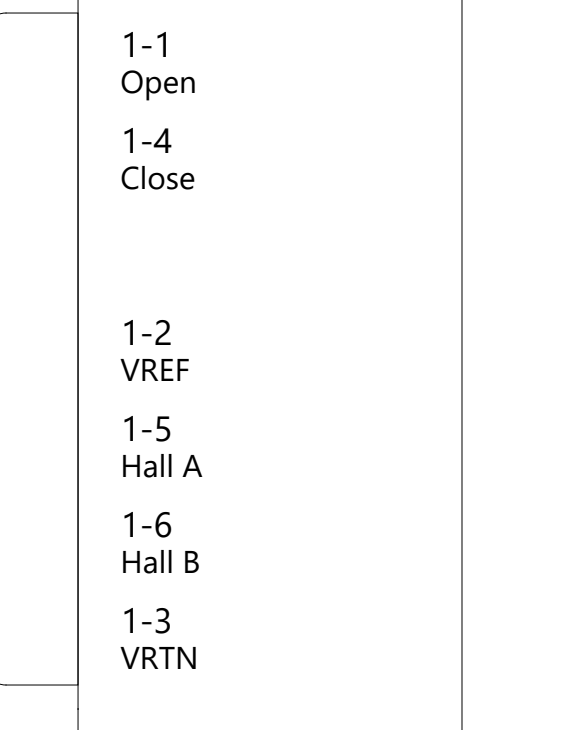 1-1
Open
1-4
Close
1-2
VREF
1-5
Hall A
1-6
Hall B
1-3
VRTN